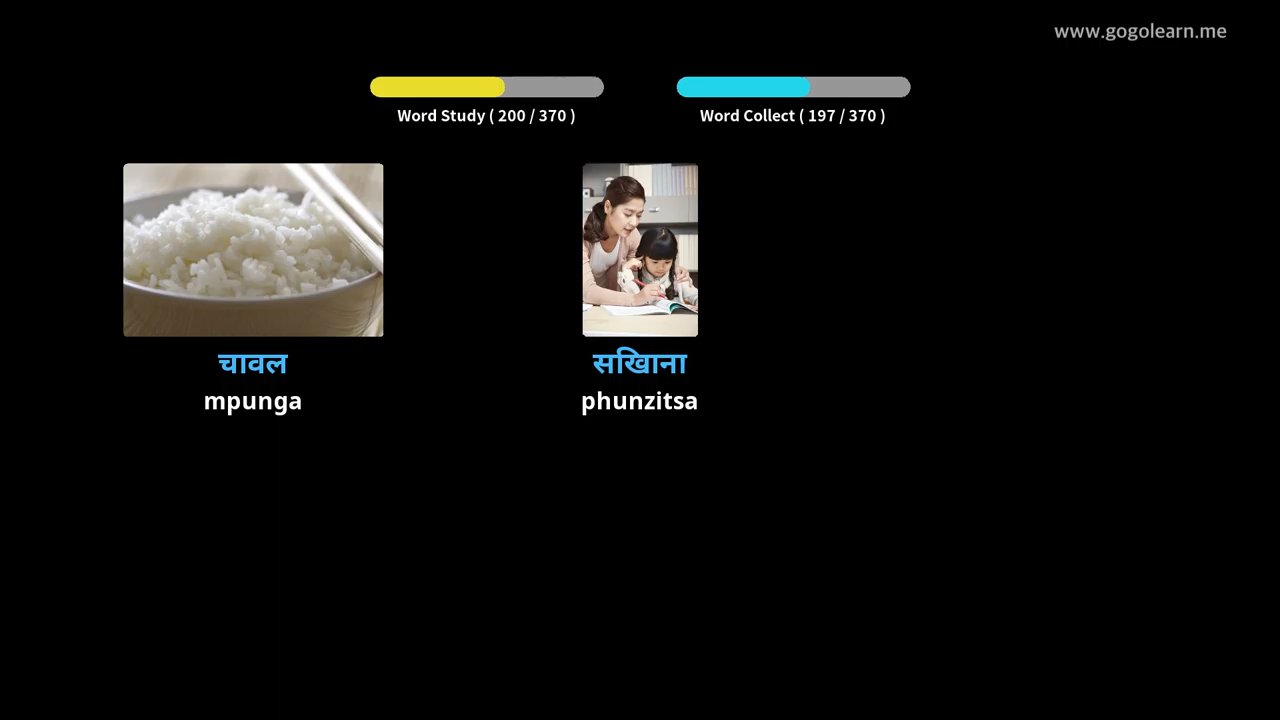 www.gogolearn.me
Word Study ( 200 / 370 )
Word Collect ( 197 / 370 )
चावल
सखिाना
mpunga
phunzitsa